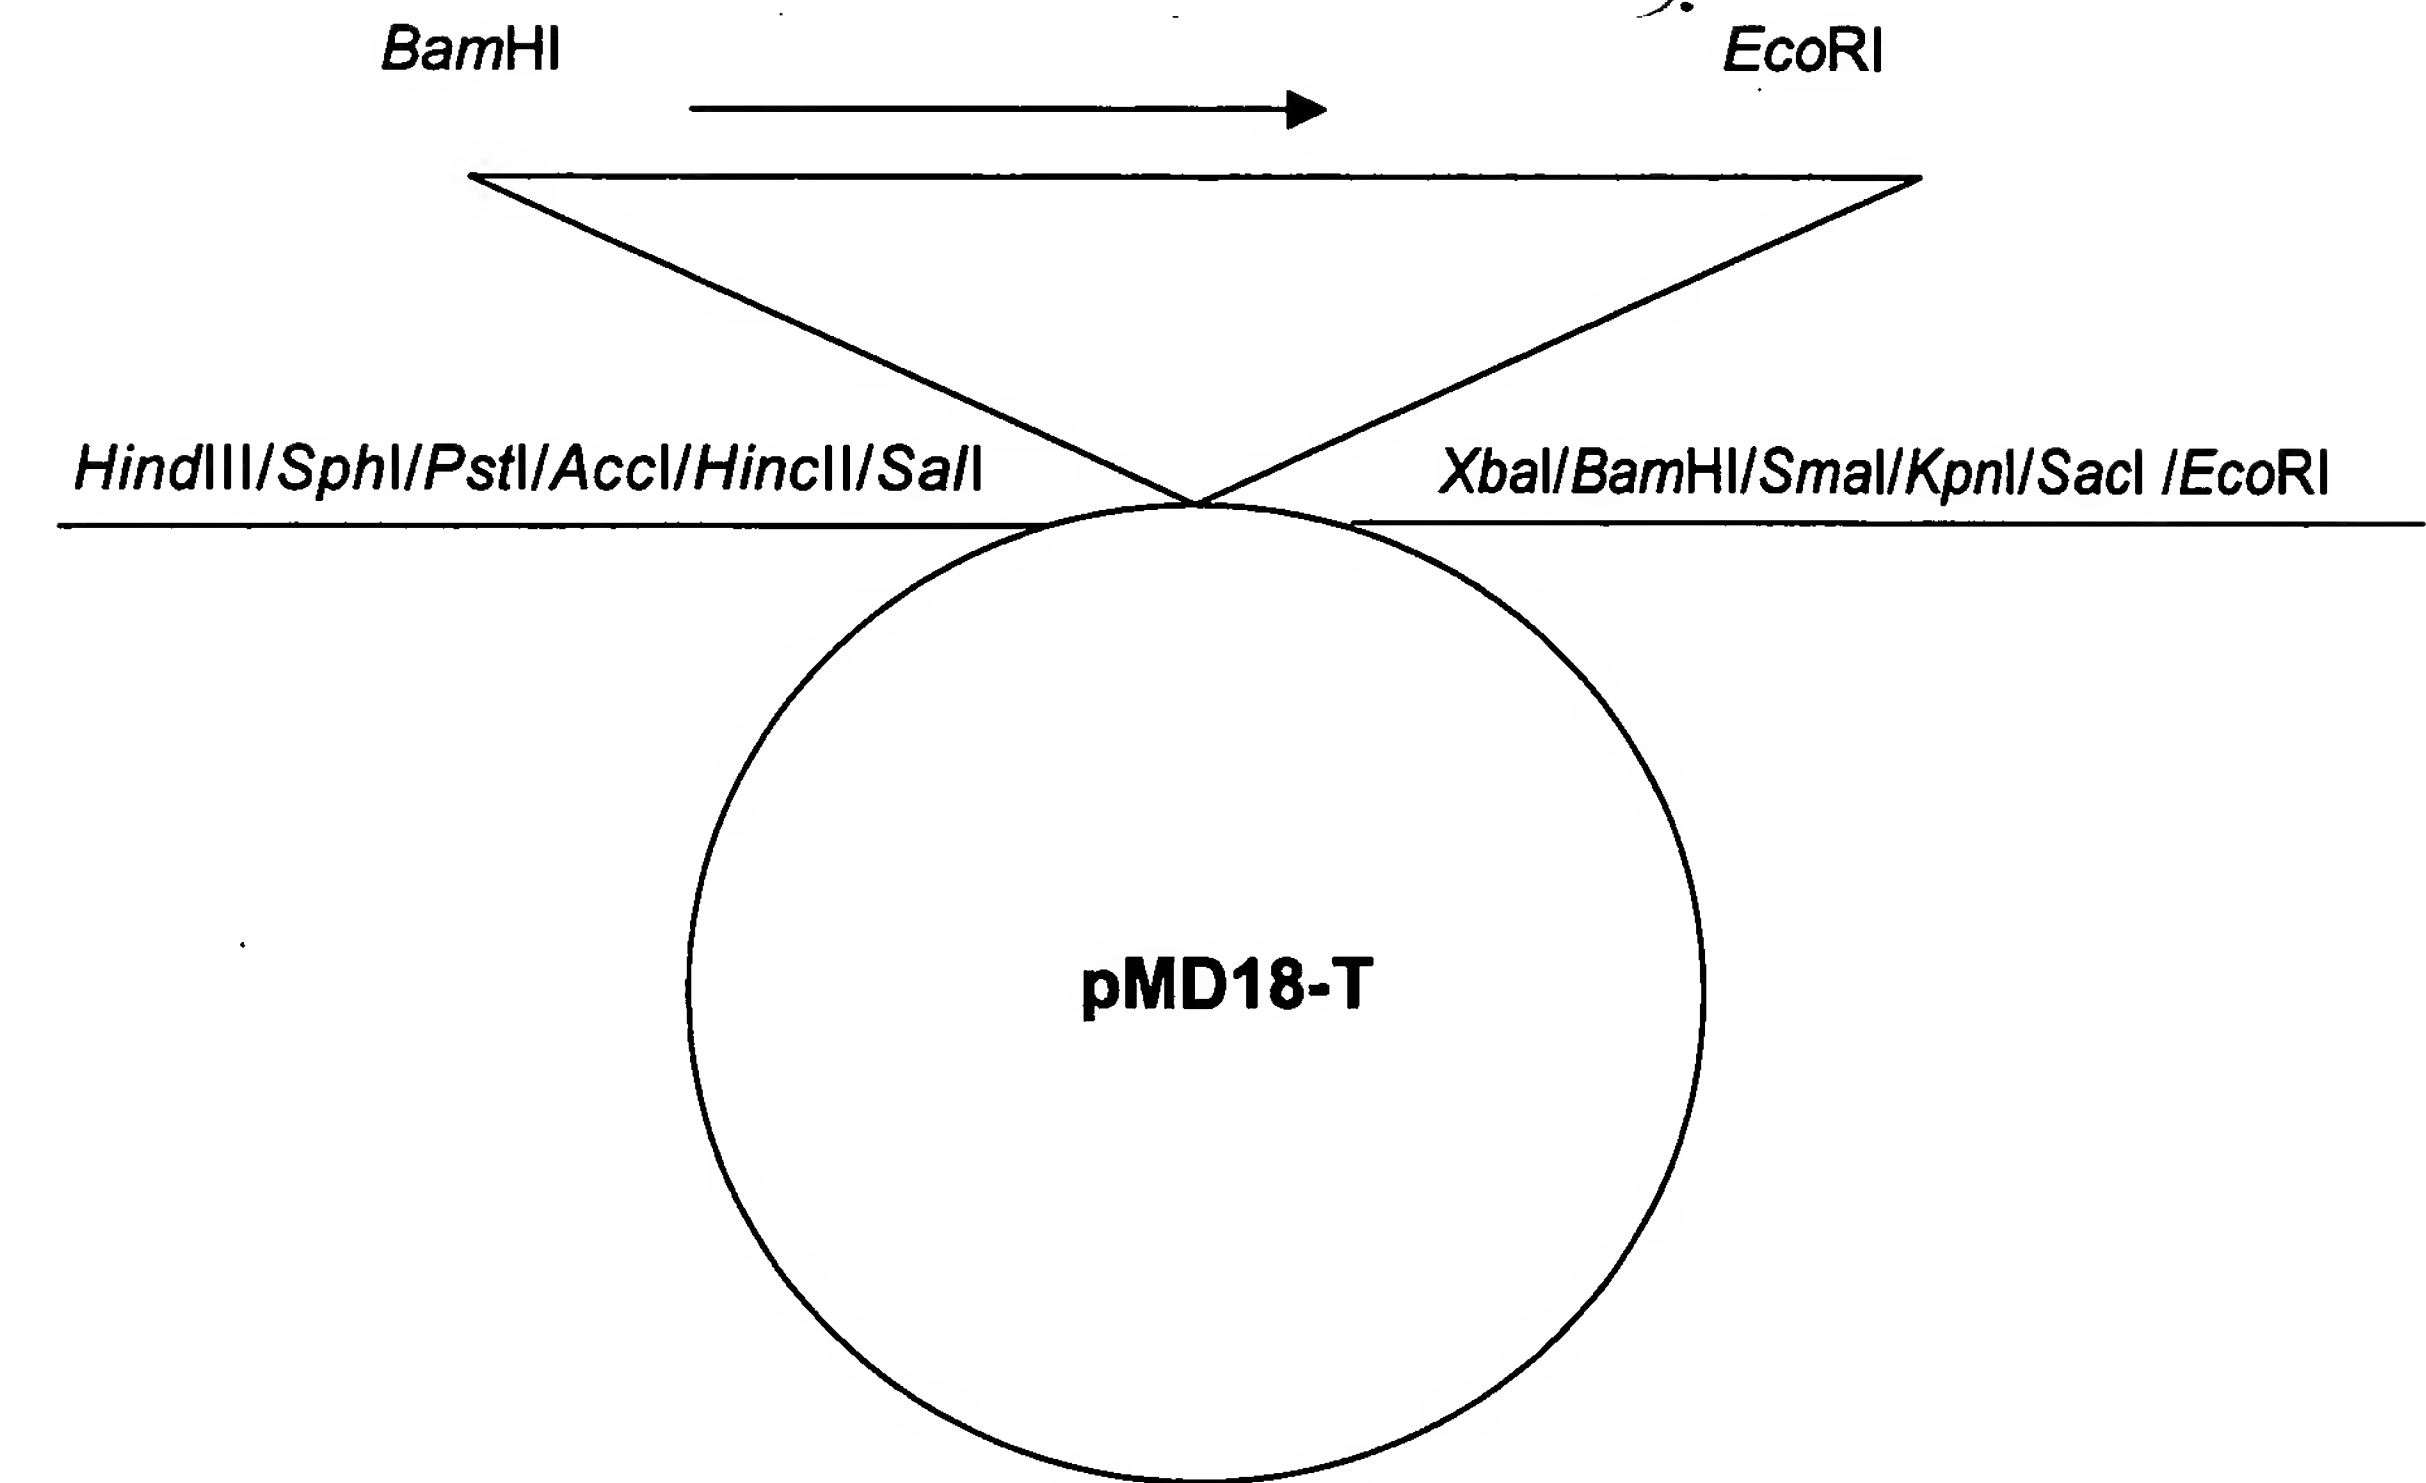 BamHI EcoRI
HindIII/SphI/PstI/AccI/HincII/SalI XbaI/BamHI/SmaI/KpnI/SacI /EcoRI
pMD18-T